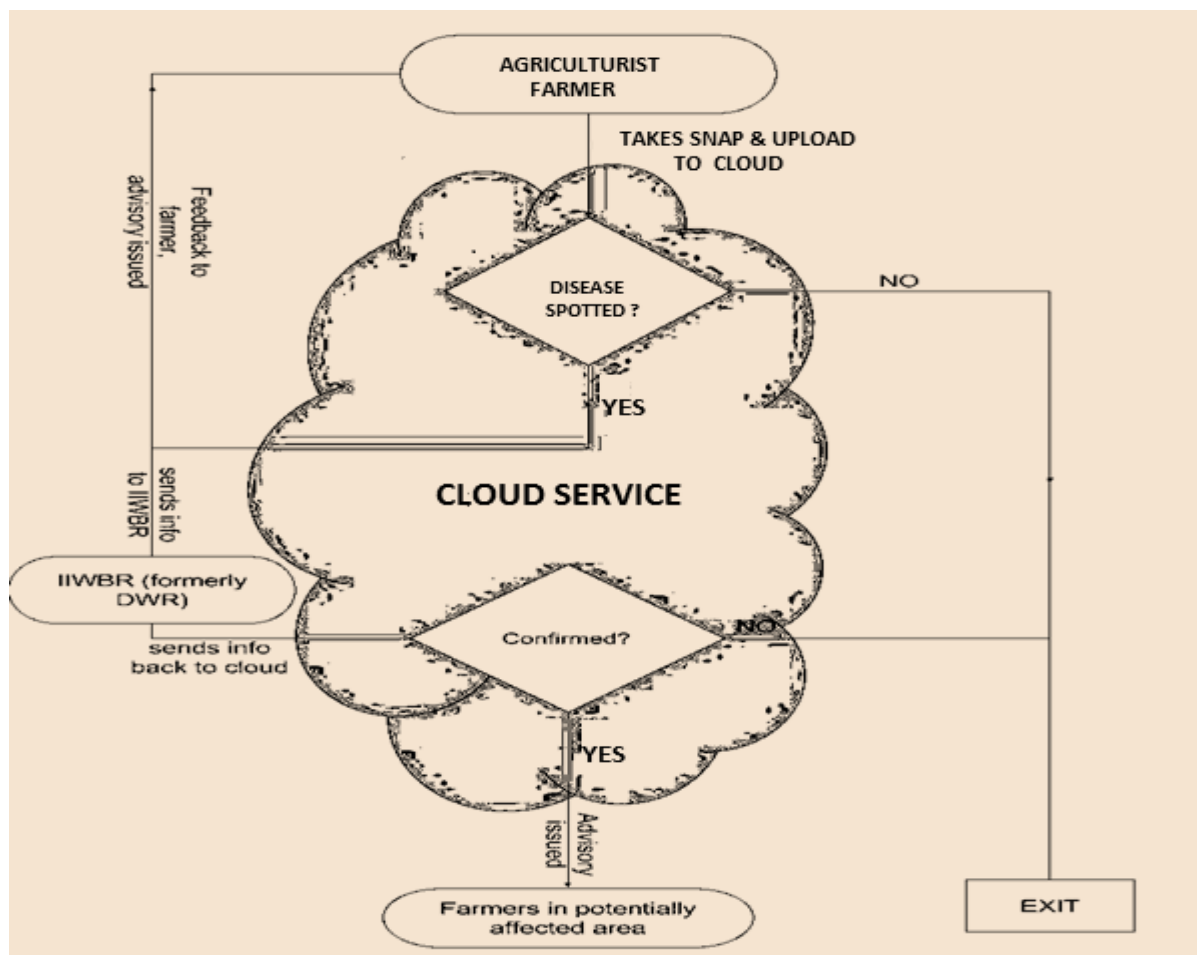 AGRICULTURIST
FARMER
TAKES SNAP & UPLOAD
TO CLOUD
Feedback to
farmer,
advisory issued
DISEASE
SPOTTED ?
NO
YES
sends info
to IIWBR
CLOUD SERVICE
IIWBR (formerly
DWR)
sends info
back to cloud
Confirmed?
NO
YES
Advisory
issued
Farmers in potentially
affected area
EXIT